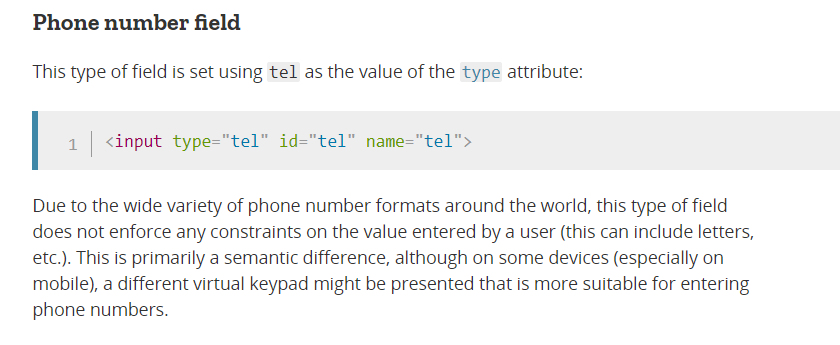 Phone number field
This type of field is set using tel as the value of the type attribute:
1 <input type="tel" id="tel" name="tel">
Due to the wide variety of phone number formats around the world, this type of field
does not enforce any constraints on the value entered by a user (this can include letters,
etc.). This is primarily a semantic difference, although on some devices (especially on
mobile), a different virtual keypad might be presented that is more suitable for entering
phone numbers.